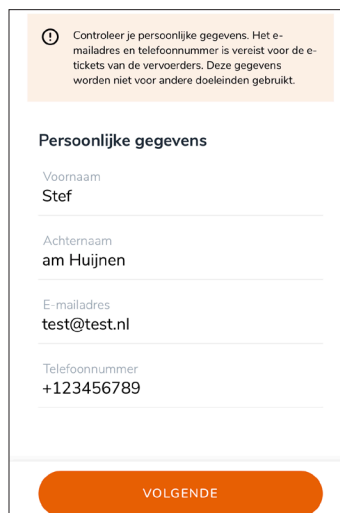 Controleer je persoonlijke gegevens. Het e-
mailadres en telefoonnummer is vereist voor de e-
tickets van de vervoerders. Deze gegevens
worden niet voor andere doeleinden gebruikt.
Persoonlijke gegevens
Voornaam
Stef
Achternaam
am Huijnen
E-mailadres
test@test.nl
Telefoonnummer
+123456789
VOLGENDE